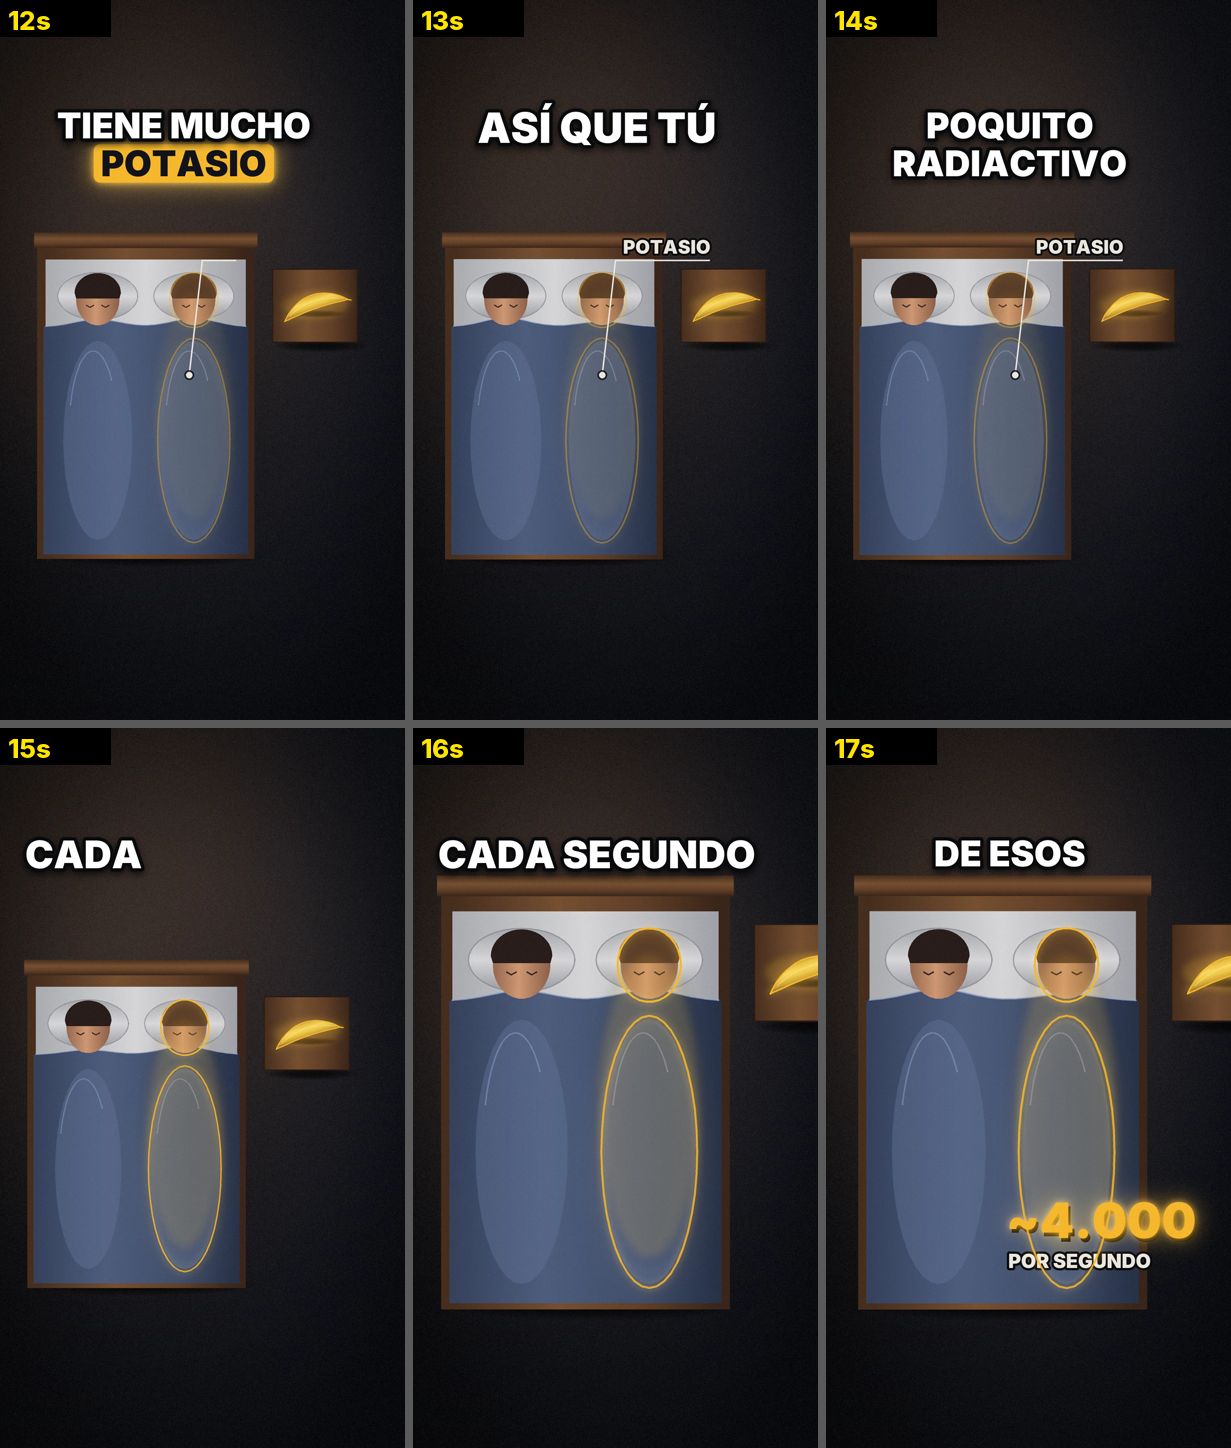 12s
TIENE MUCHO
POTASIO
13s
ASÍ QUE TÚ
POTASIO
14s
POQUITO
RADIACTIVO
POTASIO
15s
CADA
16s
CADA SEGUNDO
17s
DE ESOS
~4.000
POR SEGUNDO